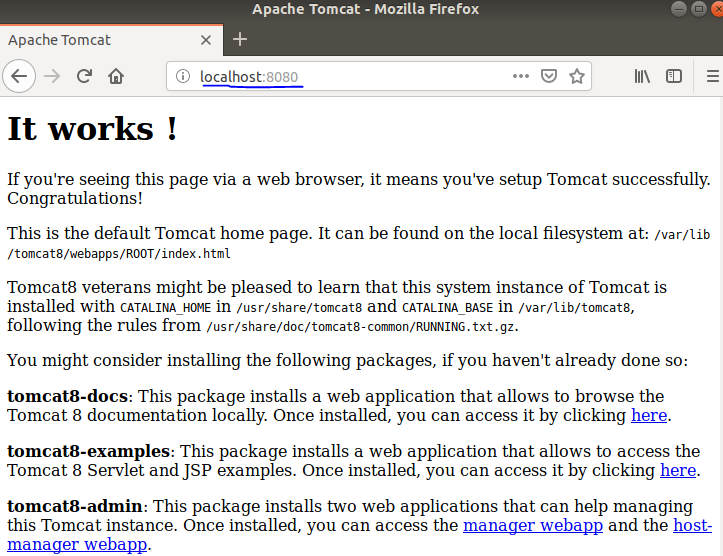 Apache Tomcat - Mozilla Firefox
Apache Tomcat
localhost:8080
It works !
If you're seeing this page via a web browser, it means you've setup Tomcat successfully.
Congratulations!
This is the default Tomcat home page. It can be found on the local filesystem at: /var/lib
/tomcat8/webapps/ROOT/index.html
Tomcat8 veterans might be pleased to learn that this system instance of Tomcat is
installed with CATALINA_HOME in /usr/share/tomcat8 and CATALINA_BASE in /var/lib/tomcat8,
following the rules from /usr/share/doc/tomcat8-common/RUNNING.txt.gz.
You might consider installing the following packages, if you haven't already done so:
tomcat8-docs: This package installs a web application that allows to browse the
Tomcat 8 documentation locally. Once installed, you can access it by clicking here.
tomcat8-examples: This package installs a web application that allows to access the
Tomcat 8 Servlet and JSP examples. Once installed, you can access it by clicking here.
tomcat8-admin: This package installs two web applications that can help managing
this Tomcat instance. Once installed, you can access the manager webapp and the host-
manager webapp.